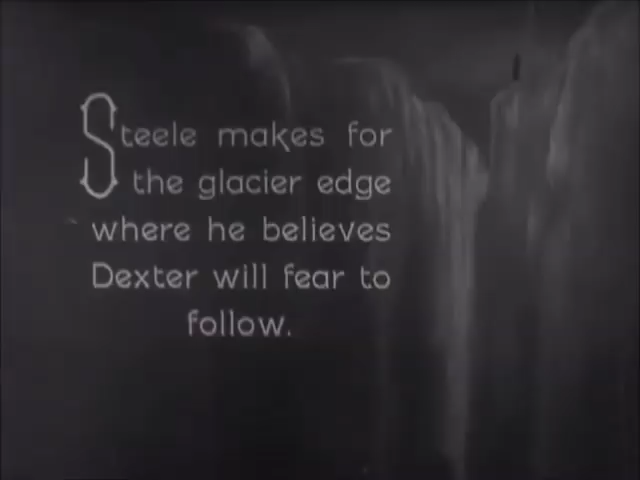 Steele makes for
the glacier edge
where he believes
Dexter will fear to
follow.